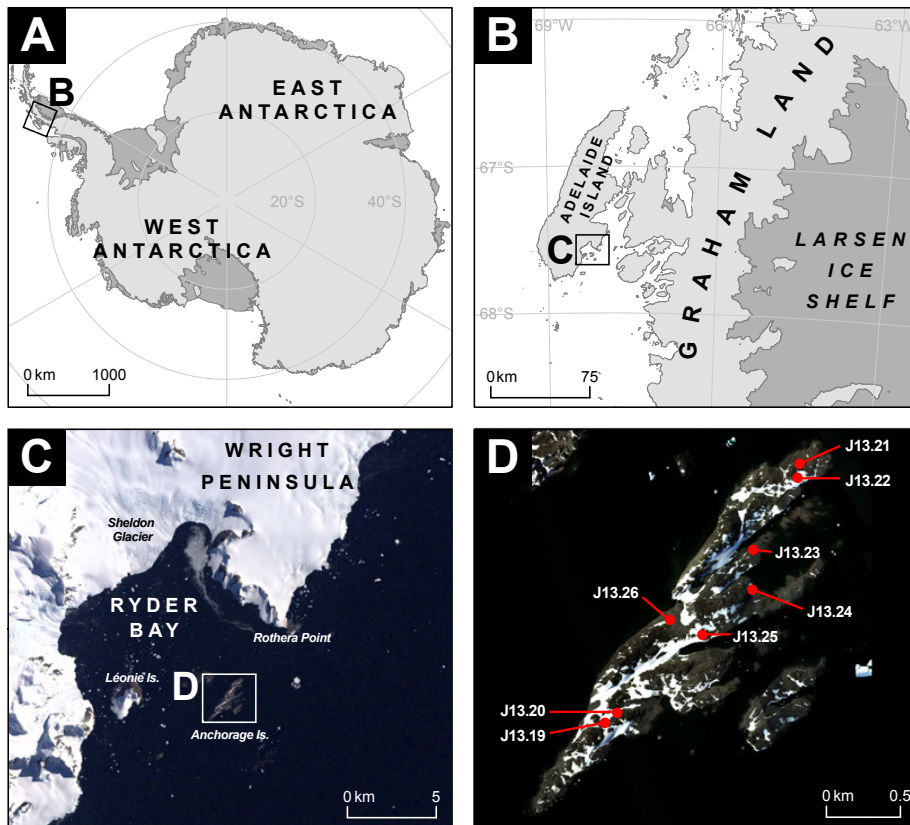 A
B
EAST
ANTARCTICA
20°S
40°S
WEST
ANTARCTICA
0 km 1000
B
69°W
66°W
63°W
67°S
68°S
ADELAIDE
ISLAND
C
GRAHAM LAND
LARSEN
ICE
SHELF
0 km 75
C
WRIGHT
PENINSULA
Sheldon
Glacier
RYDER
BAY
Rothera Point
Léonie Is.
D
Anchorage Is.
0 km 5
D
J13.21
J13.22
J13.23
J13.24
J13.26
J13.25
J13.20
J13.19
0 km 0.5